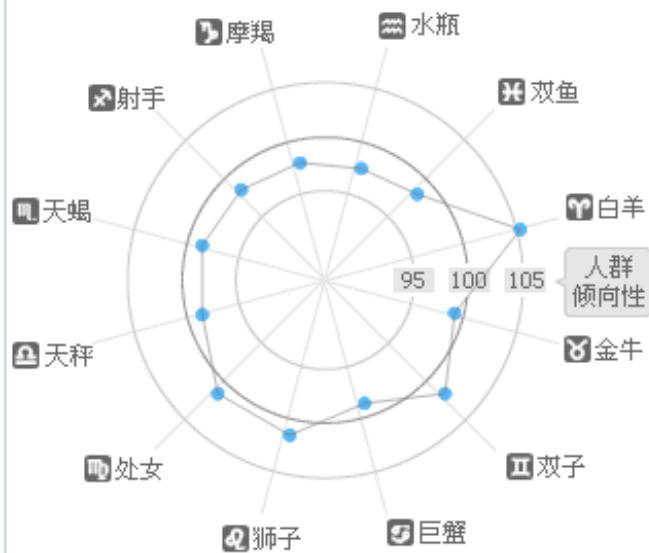 摩羯
水瓶
射手
双鱼
天蝎
白羊
95
100
105
人群
倾向性
天秤
金牛
处女
双子
狮子
巨蟹